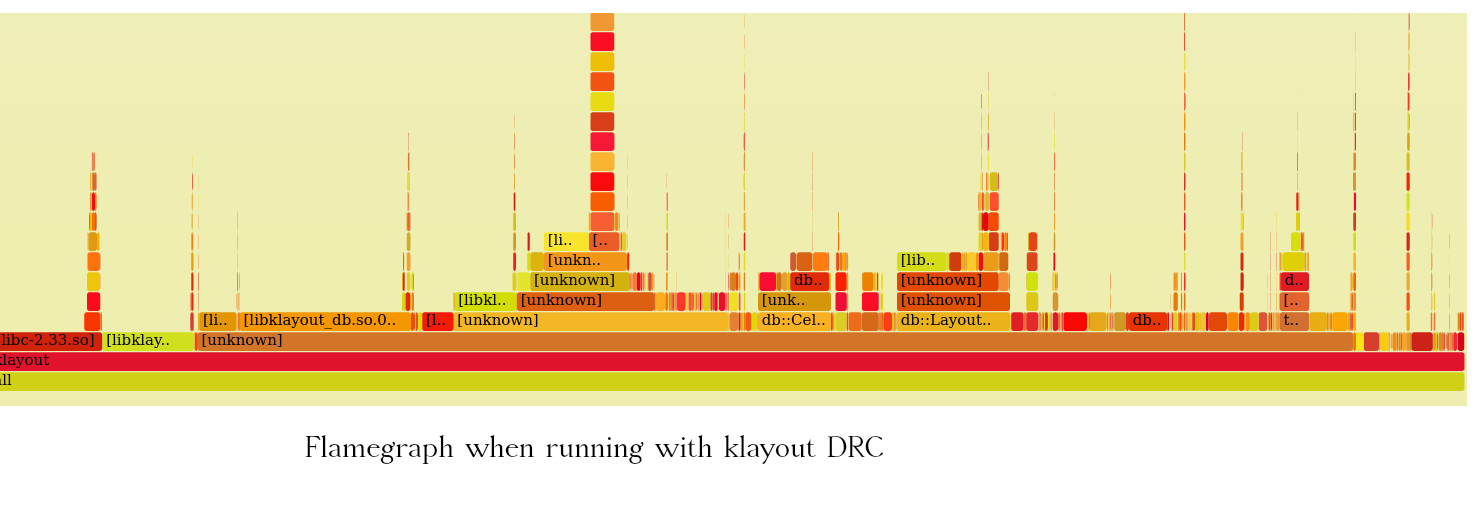 [li.. [..
[lib.. [unkn..
[unknown] db.. [unknown] d..
[libkl.. [unknown] [unk.. [unknown] [..
[li.. [libklayout_db.so.0.. [l.. [unknown] db::Cel.. db::Layout.. db.. t..
libc-2.33.so] [libklay.. [unknown]
klayout
all
Flamegraph when running with klayout DRC